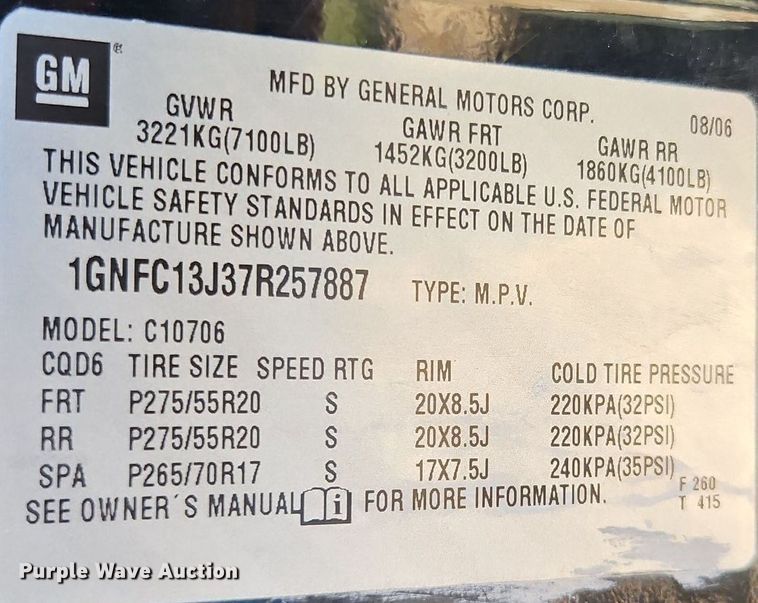 GM®
MFD BY GENERAL MOTORS CORP.
08/06
GVWR GAWR FRT GAWR RR
3221KG(7100LB) 1452KG(3200LB) 1860KG(4100LB)
THIS VEHICLE CONFORMS TO ALL APPLICABLE U.S. FEDERAL MOTOR
VEHICLE SAFETY STANDARDS IN EFFECT ON THE DATE OF
MANUFACTURE SHOWN ABOVE.
1GNFC13J37R257887 TYPE: M.P.V.
MODEL: C10706
CQD6 TIRE SIZE SPEED RTG RIM COLD TIRE PRESSURE
FRT P275/55R20 S 20X8.5J 220KPA(32PSI)
RR P275/55R20 S 20X8.5J 220KPA(32PSI)
SPA P265/70R17 S 17X7.5J 240KPA(35PSI)
SEE OWNER´S MANUAL i FOR MORE INFORMATION.
F 260
T 415
Purple Wave Auction